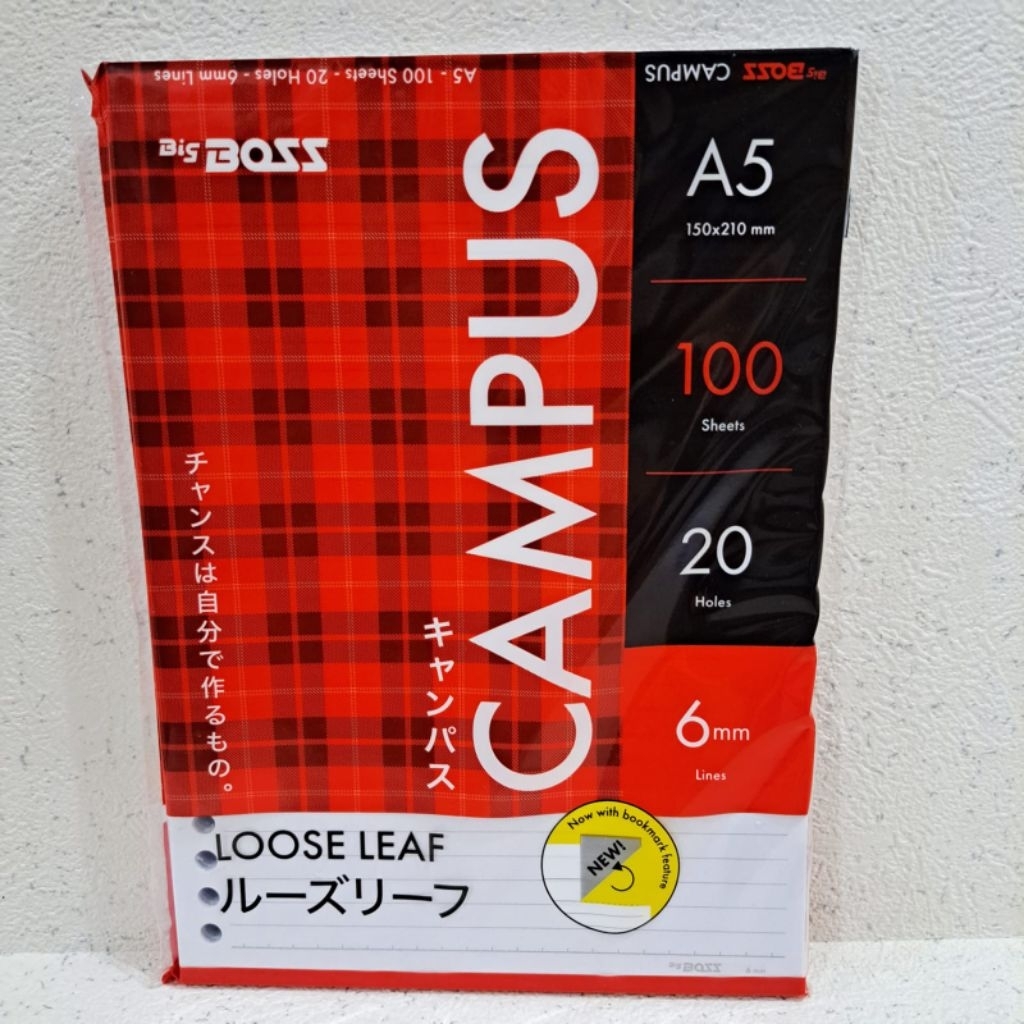 A5 - 100 Sheets - 20 Holes - 6mm Lines
Big BOSS CAMPUS
Big BOSS
CAMPUS
キャンパス
チャンスは自分で作るもの。
A5
150x210 mm
100
Sheets
20
Holes
6mm
Lines
LOOSE LEAF
ルーズリーフ
Now with bookmark feature
NEW!
Big BOSS